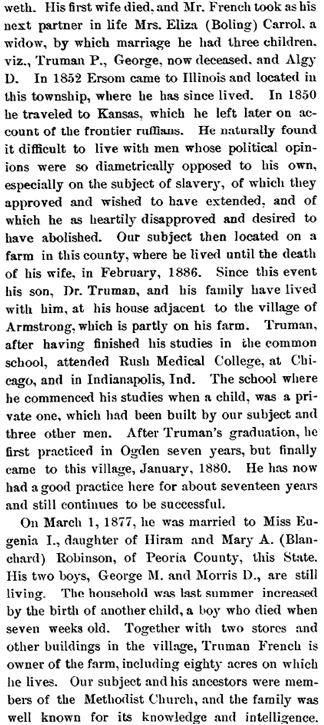 weth. His first wife died, and Mr. French took as his
next partner in life Mrs. Eliza (Boling) Carrol, a
widow, by which marriage he had three children,
viz., Truman P., George, now deceased, and Algy
D. In 1852 Ersom came to Illinois and located in
this township, where he has since lived. In 1850
he traveled to Kansas, which he left later on ac-
count of the frontier ruffians. He naturally found
it difficult to live with men whose political opin-
ions were so diametrically opposed to his own,
especially on the subject of slavery, of which they
approved and wished to have extended, and of
which he as heartily disapproved and desired to
have abolished. Our subject then located on a
farm in this county, where he lived until the death
of his wife, in February, 1886. Since this event
his son, Dr. Truman, and his family have lived
with him, at his house adjacent to the village of
Armstrong, which is partly on his farm. Truman,
after having finished his studies in the common
school, attended Rush Medical College, at Chi-
cago, and in Indianapolis, Ind. The school where
he commenced his studies when a child, was a pri-
vate one, which had been built by our subject and
three other men. After Truman's graduation, he
first practiced in Ogden seven years, but finally
came to this village, January, 1880. He has now
had a good practice here for about seventeen years
and still continues to be successful.
On March 1, 1877, he was married to Miss Eu-
genia I., daughter of Hiram and Mary A. (Blan-
chard) Robinson, of Peoria County, this State.
His two boys, George M. and Morris D., are still
living. The household was last summer increased
by the birth of another child, a boy who died when
seven weeks old. Together with two stores and
other buildings in the village, Truman French is
owner of the farm, including eighty acres on which
he lives. Our subject and his ancestors were mem-
bers of the Methodist Church, and the family was
well known for its knowledge and intelligence.